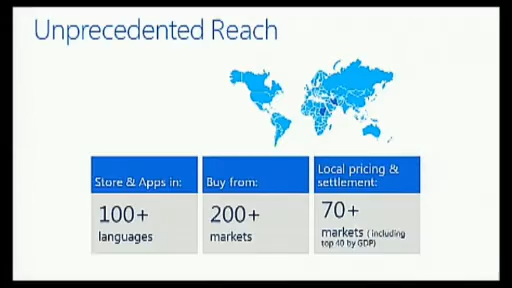 Unprecedented Reach
Store & Apps in:
100+
languages
Buy from:
200+
markets
Local pricing &
settlement:
70+
markets ( including
top 40 by GDP)